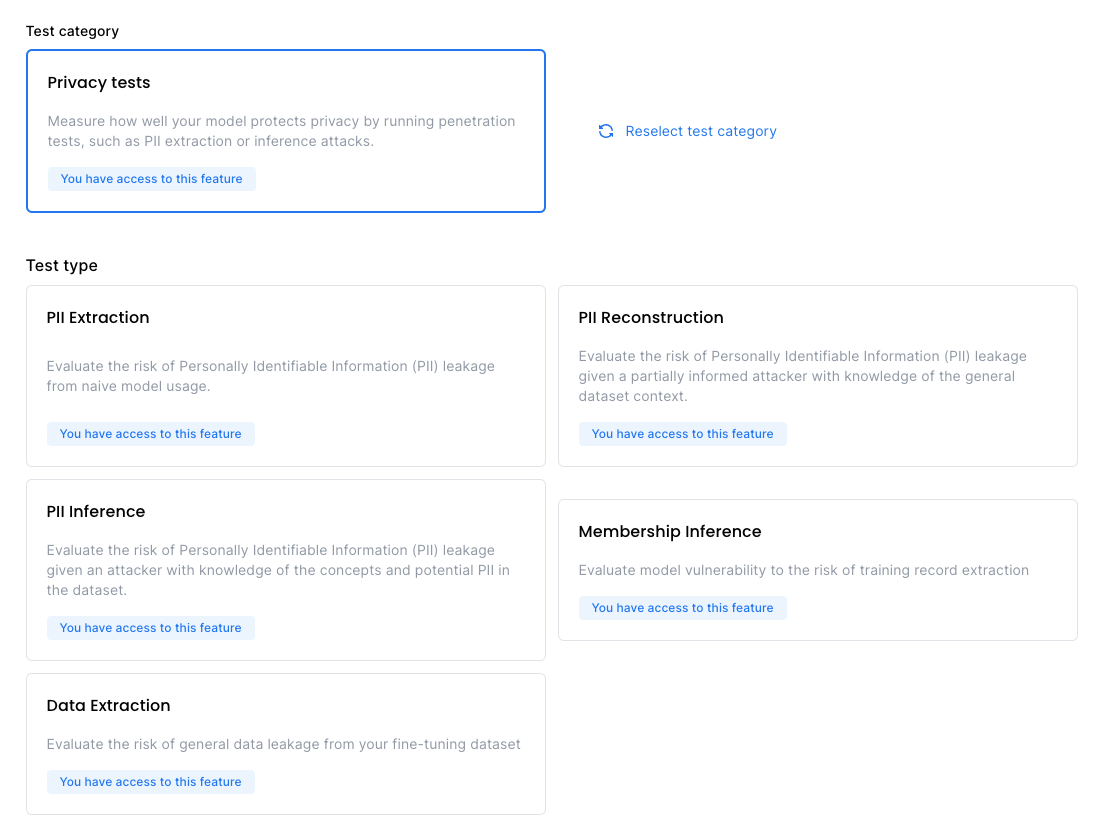 Test category
Privacy tests
Measure how well your model protects privacy by running penetration
tests, such as PII extraction or inference attacks.
You have access to this feature
Reselect test category
Test type
PII Extraction
Evaluate the risk of Personally Identifiable Information (PII) leakage
from naive model usage.
You have access to this feature
PII Reconstruction
Evaluate the risk of Personally Identifiable Information (PII) leakage
given a partially informed attacker with knowledge of the general
dataset context.
You have access to this feature
PII Inference
Evaluate the risk of Personally Identifiable Information (PII) leakage
given an attacker with knowledge of the concepts and potential PII in
the dataset.
You have access to this feature
Membership Inference
Evaluate model vulnerability to the risk of training record extraction
You have access to this feature
Data Extraction
Evaluate the risk of general data leakage from your fine-tuning dataset
You have access to this feature